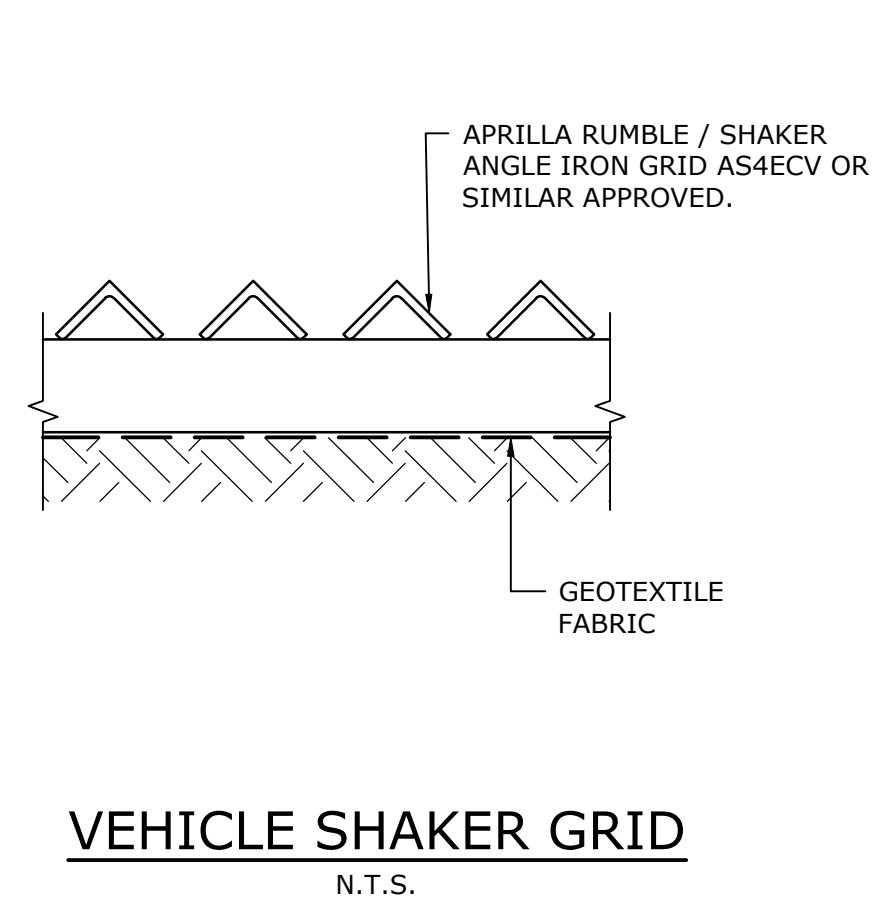 APRILLA RUMBLE / SHAKER
ANGLE IRON GRID AS4ECV OR
SIMILAR APPROVED.
GEOTEXTILE
FABRIC
VEHICLE SHAKER GRID
N.T.S.